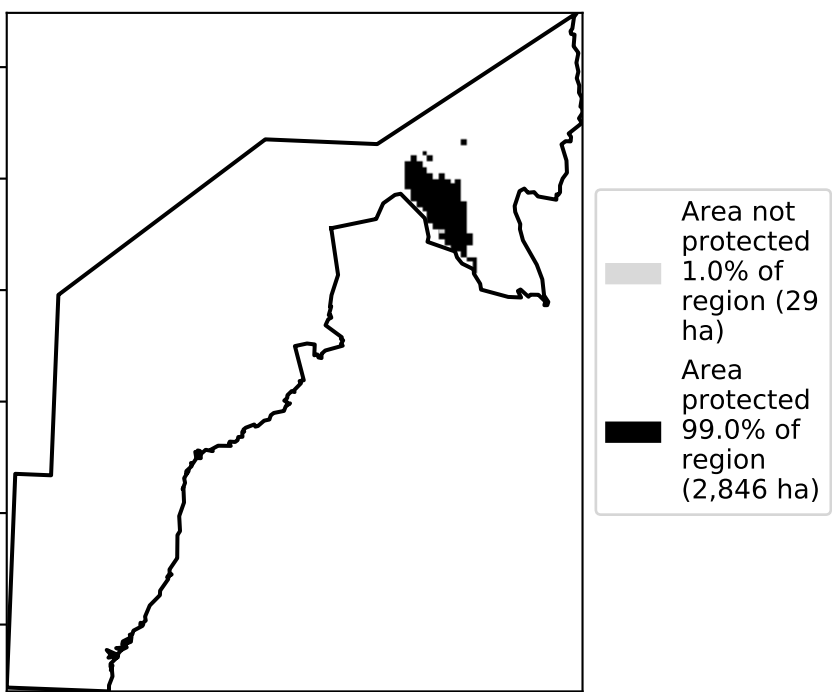 Area not
protected
1.0% of
region (29
ha)
Area
protected
99.0% of
region
(2,846 ha)